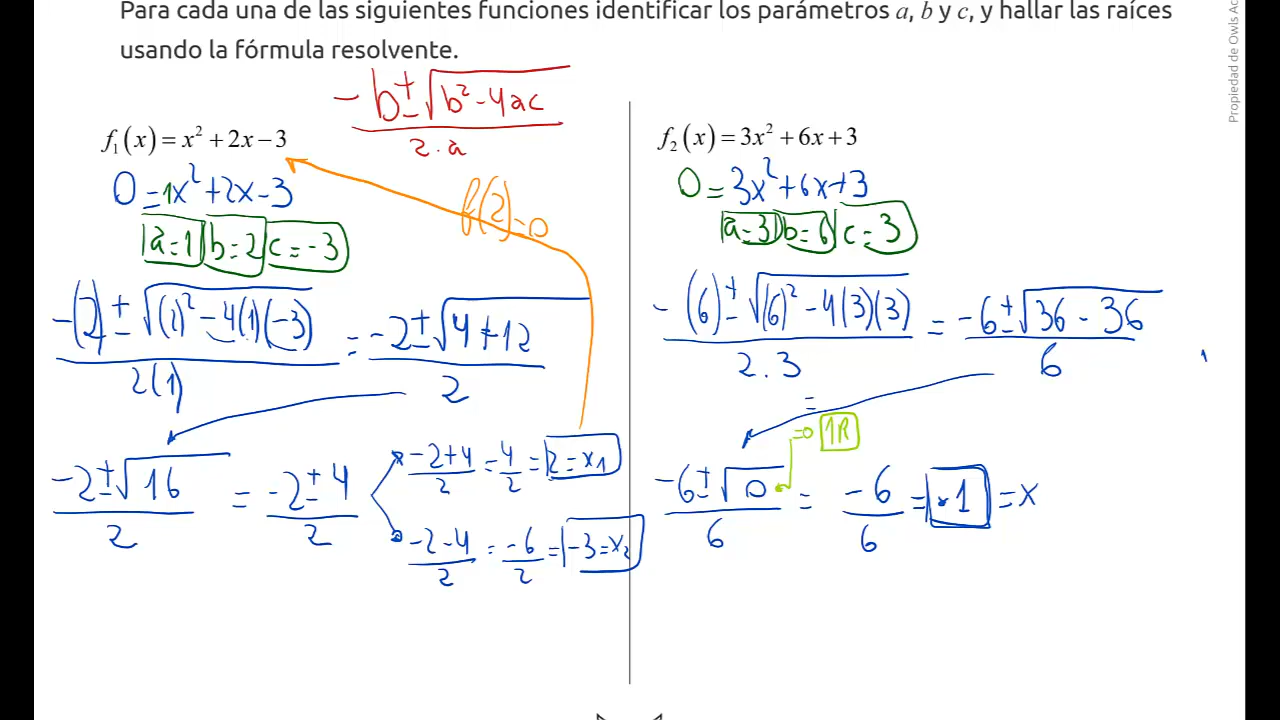 Para cada una de las siguientes funciones identificar los parámetros a, b y c, y hallar las raíces
usando la fórmula resolvente.
Propiedad de Owls Ac
-b±√(b²-4ac) / 2.a
f₁(x) = x² + 2x − 3
0=1x²+2x-3
f(2)=0
a=1 b=2 c=-3
-(2)±√((2)²-4(1)(-3)) / 2(1) = -2±√(4+12) / 2
-2±√16 / 2 = -2±4 / 2
-2+4 / 2 = 4/2 = 2=x₁
-2-4 / 2 = -6/2 = -3=x₂
f₂(x) = 3x² + 6x + 3
0=3x²+6x+3
a=3 b=6 c=3
-(6)±√((6)²-4(3)(3)) / 2.3 = -6±√(36-36) / 6
=
=0 1R
-6±√0 / 6 = -6/6 = -1 = x